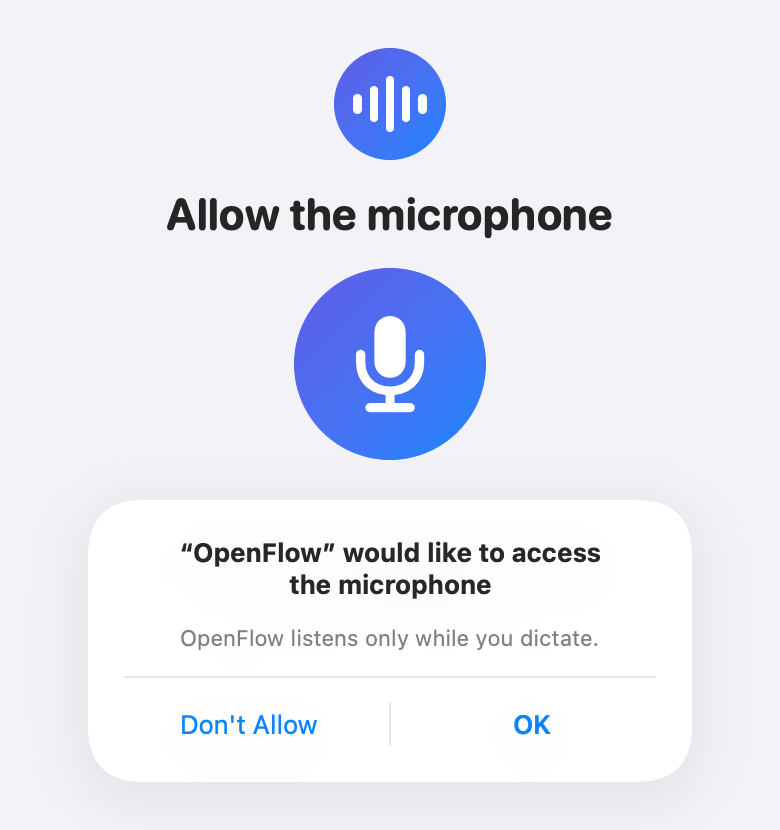 Allow the microphone
“OpenFlow” would like to access
the microphone
OpenFlow listens only while you dictate.
Don't Allow
OK